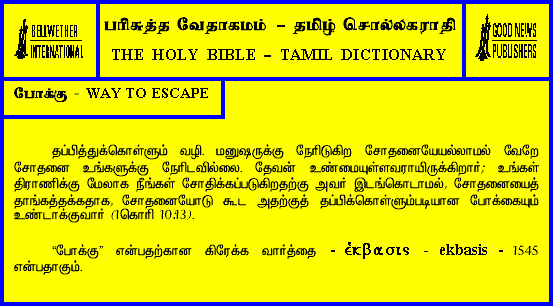 BELLWETHER
INTERNATIONAL
பரிசுத்த வேதாகமம் – தமிழ் சொல்லகராதி
THE HOLY BIBLE – TAMIL DICTIONARY
GOOD NEWS
PUBLISHERS
போக்கு - WAY TO ESCAPE
தப்பித்துக்கொள்ளும் வழி. மனுஷருக்கு நேரிடுகிற சோதனையேயல்லாமல் வேறே
சோதனை உங்களுக்கு நேரிடவில்லை. தேவன் உண்மையுள்ளவராயிருக்கிறார்; உங்கள்
திராணிக்கு மேலாக நீங்கள் சோதிக்கப்படுகிறதற்கு அவர் இடங்கொடாமல், சோதனையைத்
தாங்கத்தக்கதாக, சோதனையோடு கூட அதற்குத் தப்பிக்கொள்ளும்படியான போக்கையும்
உண்டாக்குவார் (1கொரி 10:13).
“போக்கு” என்பதற்கான கிரேக்க வார்த்தை - ἐκβασις - ekbasis - 1545
என்பதாகும்.